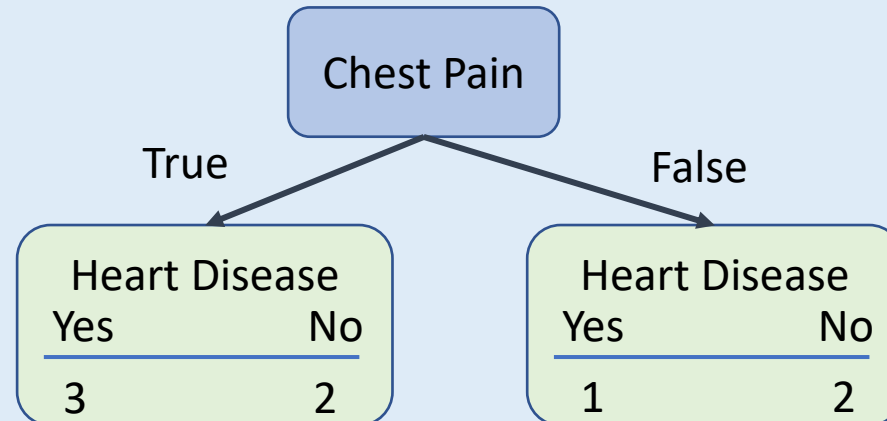 Chest Pain
True
False
Heart Disease
Yes No
3 2
Heart Disease
Yes No
1 2